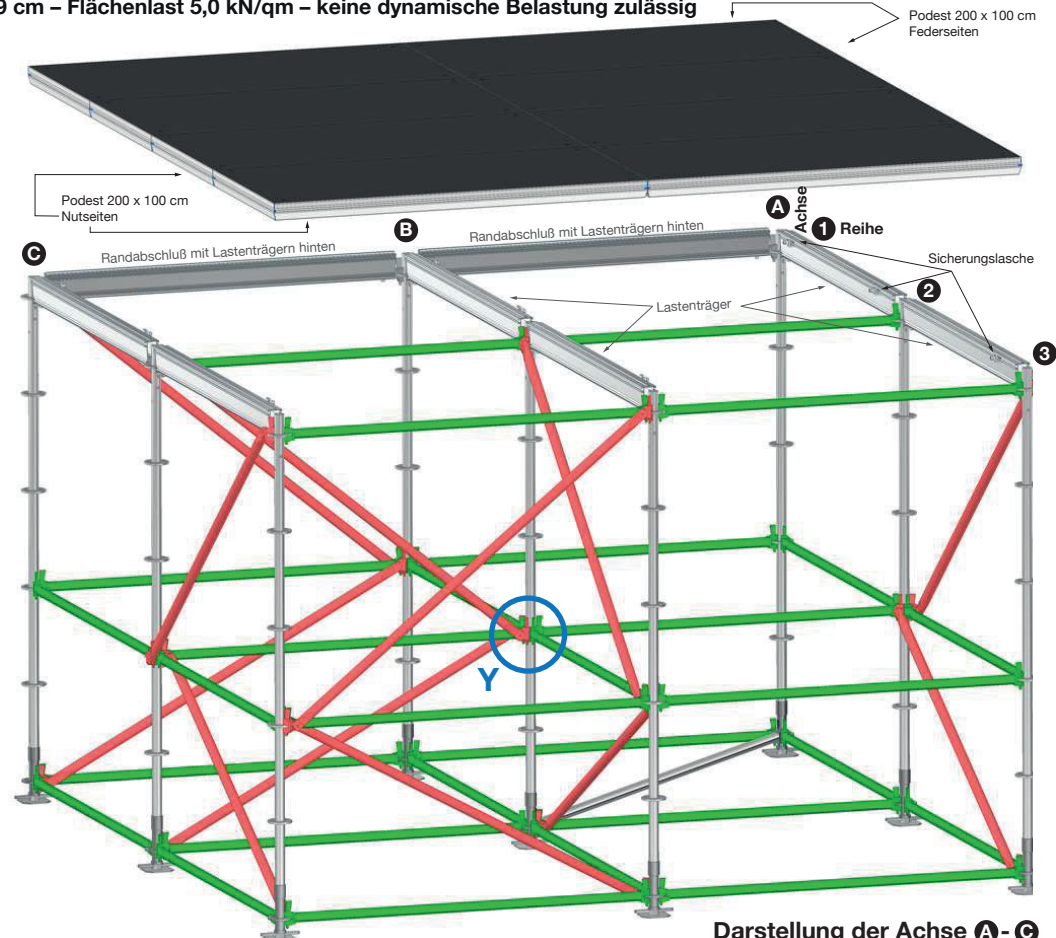 9 cm – Flächenlast 5,0 kN/qm – keine dynamische Belastung zulässig
Podest 200 x 100 cm
Federseiten
Podest 200 x 100 cm
Nutseiten
A
Achse
1 Reihe
B
C
Randabschluß mit Lastenträgern hinten
Randabschluß mit Lastenträgern hinten
Sicherungslasche
2
Lastenträger
3
Y
Darstellung der Achse A - C